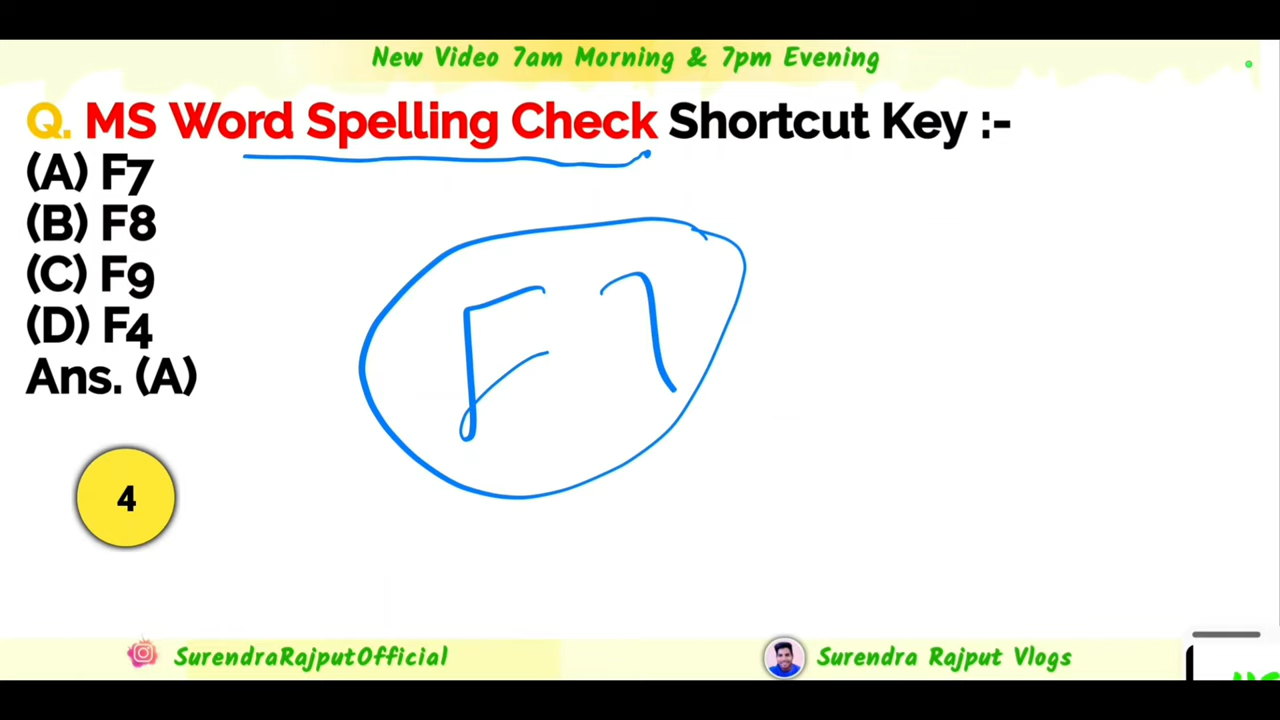 New Video 7am Morning & 7pm Evening
Q. MS Word Spelling Check Shortcut Key :-
(A) F7
(B) F8
(C) F9
(D) F4
Ans. (A)
F7
4
SurendraRajputOfficial
Surendra Rajput Vlogs